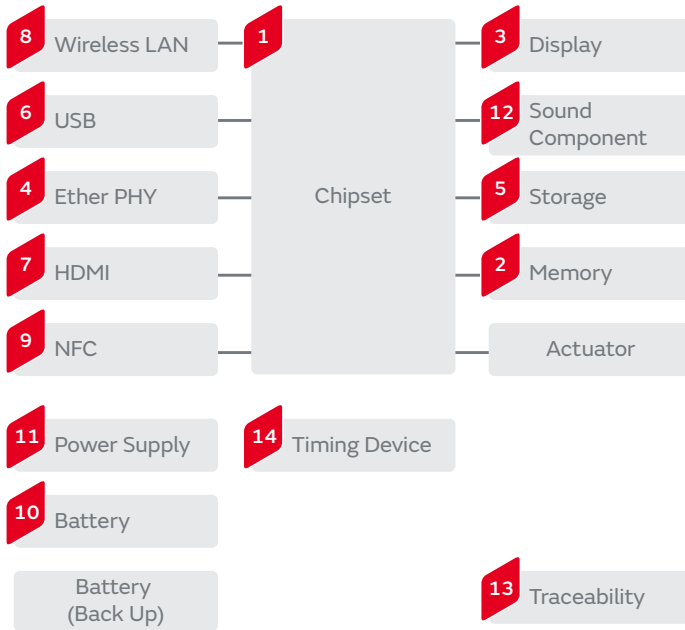 8
Wireless LAN
1
3
Display
6
USB
12
Sound
Component
4
Ether PHY
Chipset
5
Storage
7
HDMI
2
Memory
9
NFC
Actuator
11
Power Supply
14
Timing Device
10
Battery
Battery
(Back Up)
13
Traceability